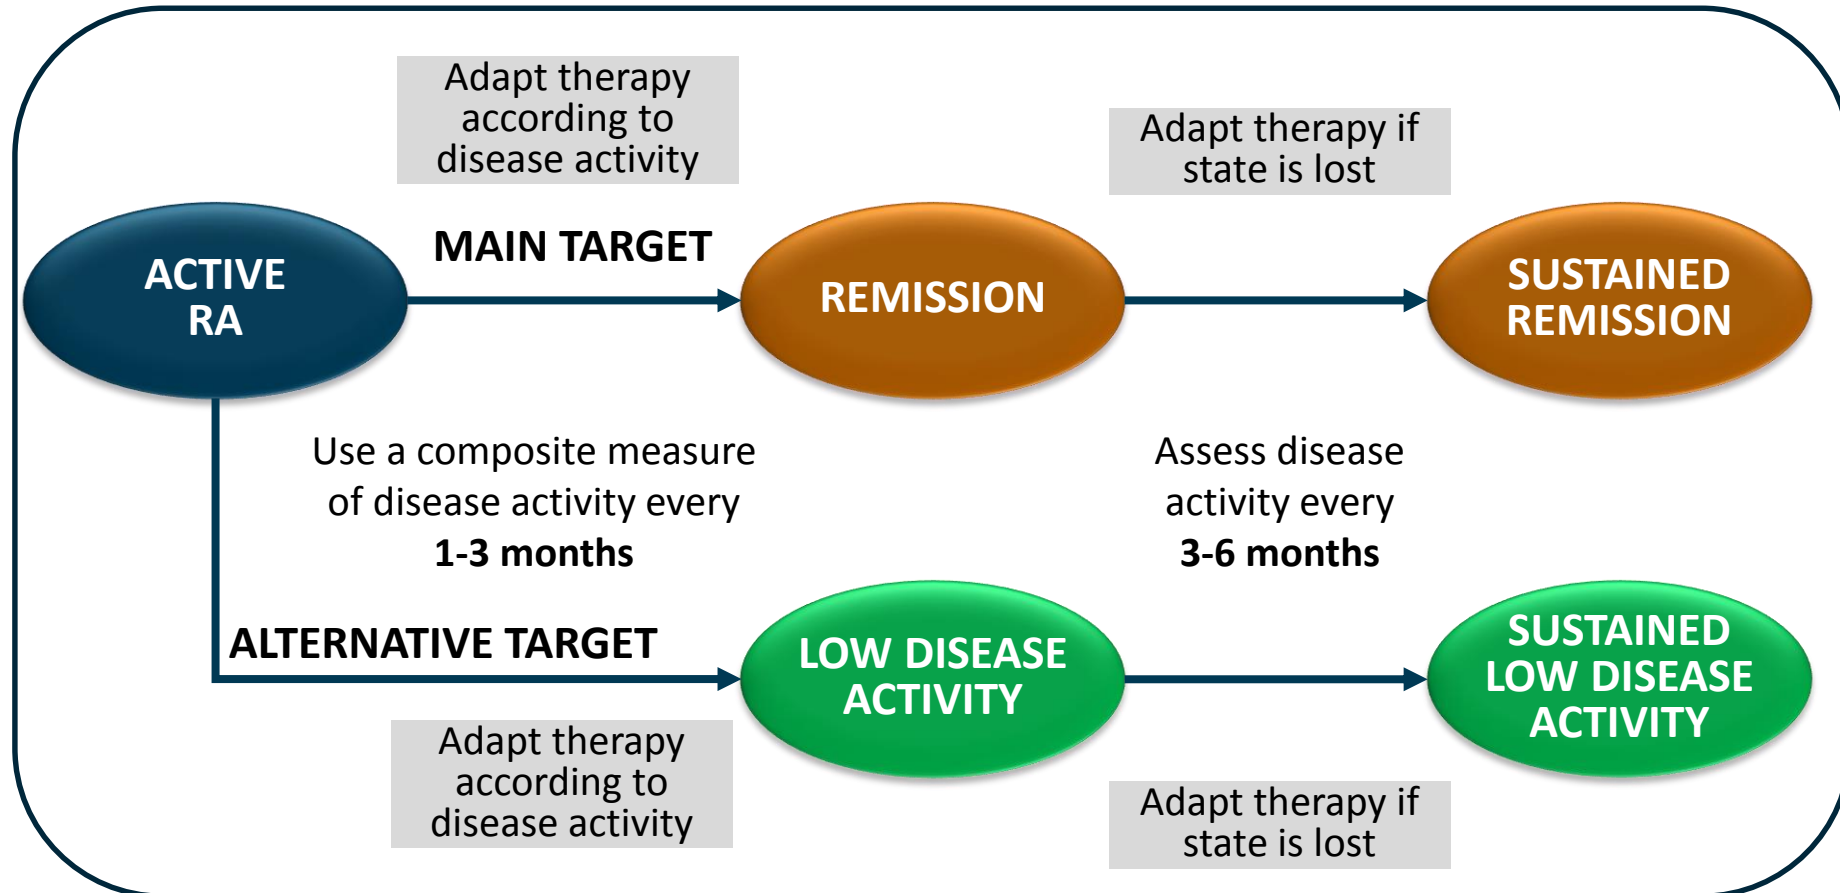 Adapt therapy
according to
disease activity
Adapt therapy if
state is lost
MAIN TARGET
ACTIVE
RA
REMISSION
SUSTAINED
REMISSION
Use a composite measure
of disease activity every
1-3 months
Assess disease
activity every
3-6 months
ALTERNATIVE TARGET
LOW DISEASE
ACTIVITY
SUSTAINED
LOW DISEASE
ACTIVITY
Adapt therapy
according to
disease activity
Adapt therapy if
state is lost